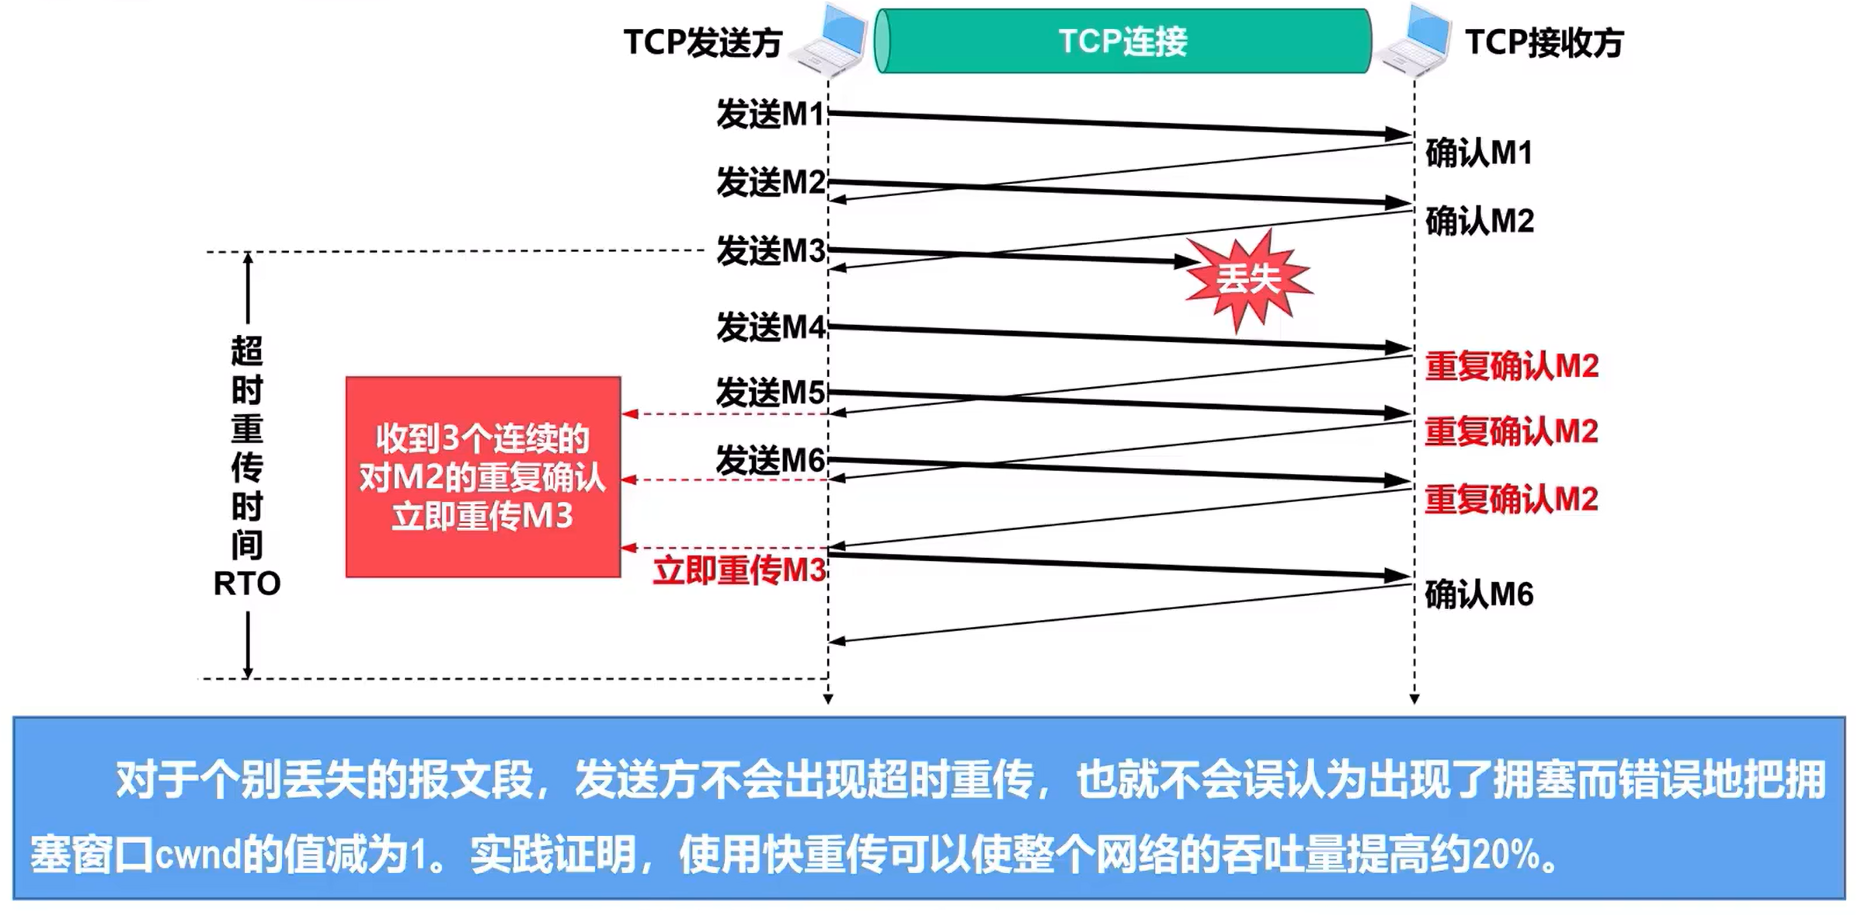 TCP发送方
TCP连接
TCP接收方
发送M1
确认M1
发送M2
确认M2
发送M3
丢失
发送M4
重复确认M2
发送M5
重复确认M2
发送M6
重复确认M2
超时重传时间RTO
收到3个连续的
对M2的重复确认
立即重传M3
立即重传M3
确认M6
对于个别丢失的报文段，发送方不会出现超时重传，也就不会误认为出现了拥塞而错误地把拥
塞窗口cwnd的值减为1。实践证明，使用快重传可以使整个网络的吞吐量提高约20%。